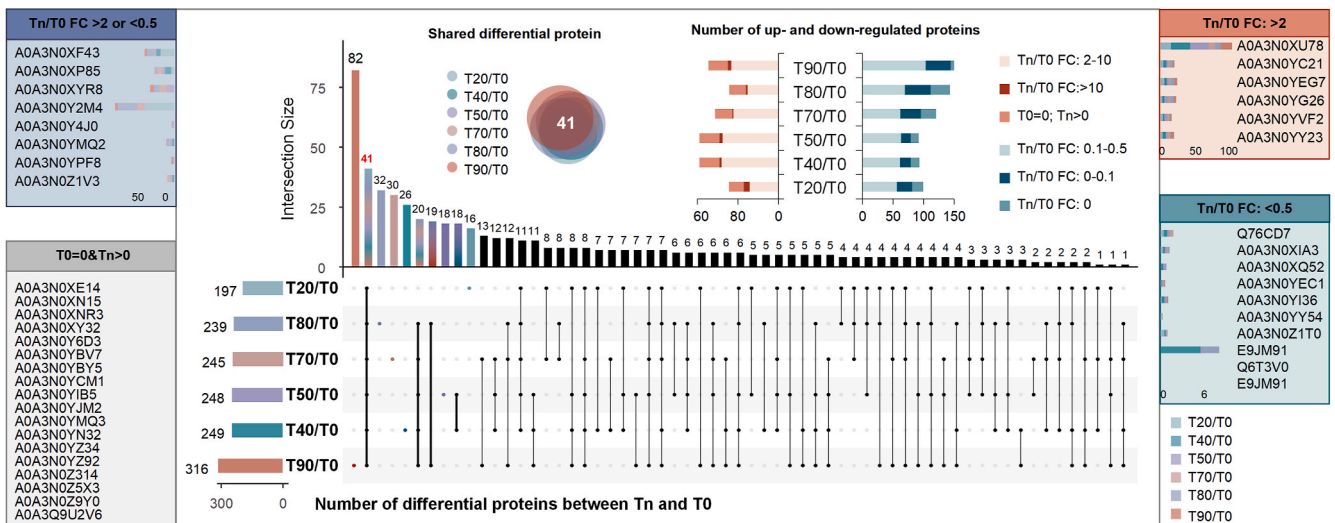 Tn/T0 FC >2 or <0.5
A0A3N0XF43
A0A3N0XP85
A0A3N0XYR8
A0A3N0Y2M4
A0A3N0Y4J0
A0A3N0YMQ2
A0A3N0YPF8
A0A3N0Z1V3
50 0
T0=0&Tn>0
A0A3N0XE14
A0A3N0XN15
A0A3N0XNR3
A0A3N0XY32
A0A3N0Y6D3
A0A3N0YBV7
A0A3N0YBY5
A0A3N0YCM1
A0A3N0YIB5
A0A3N0YJM2
A0A3N0YMQ3
A0A3N0YN32
A0A3N0YZ34
A0A3N0YZ92
A0A3N0Z314
A0A3N0Z5X3
A0A3N0Z9Y0
A0A3Q9U2V6
Intersection Size
75
50
25
0
82 41 32 30 26 20 19 18 18 16 13 12 12 11 11 8 8 8 8 7 7 7 7 7 7 6 6 6 6 6 6 5 5 5 5 5 5 5 4 4 4 4 4 4 4 4 4 4 3 3 3 3 3 2 2 2 2 2 1 1 1
Shared differential protein
T20/T0
T40/T0
T50/T0
T70/T0
T80/T0
T90/T0
41
Number of up- and down-regulated proteins
T90/T0
T80/T0
T70/T0
T50/T0
T40/T0
T20/T0
60 80 0
0 50 100 150
Tn/T0 FC: 2-10
Tn/T0 FC:>10
T0=0; Tn>0
Tn/T0 FC: 0.1-0.5
Tn/T0 FC: 0-0.1
Tn/T0 FC: 0
197 T20/T0
239 T80/T0
245 T70/T0
248 T50/T0
249 T40/T0
316 T90/T0
300 0
Number of differential proteins between Tn and T0
Tn/T0 FC: >2
A0A3N0XU78
A0A3N0YC21
A0A3N0YEG7
A0A3N0YG26
A0A3N0YVF2
A0A3N0YY23
0 50 100
Tn/T0 FC: <0.5
Q76CD7
A0A3N0XIA3
A0A3N0XQ52
A0A3N0YEC1
A0A3N0YI36
A0A3N0YY54
A0A3N0Z1T0
E9JM91
Q6T3V0
E9JM91
0 6
T20/T0
T40/T0
T50/T0
T70/T0
T80/T0
T90/T0